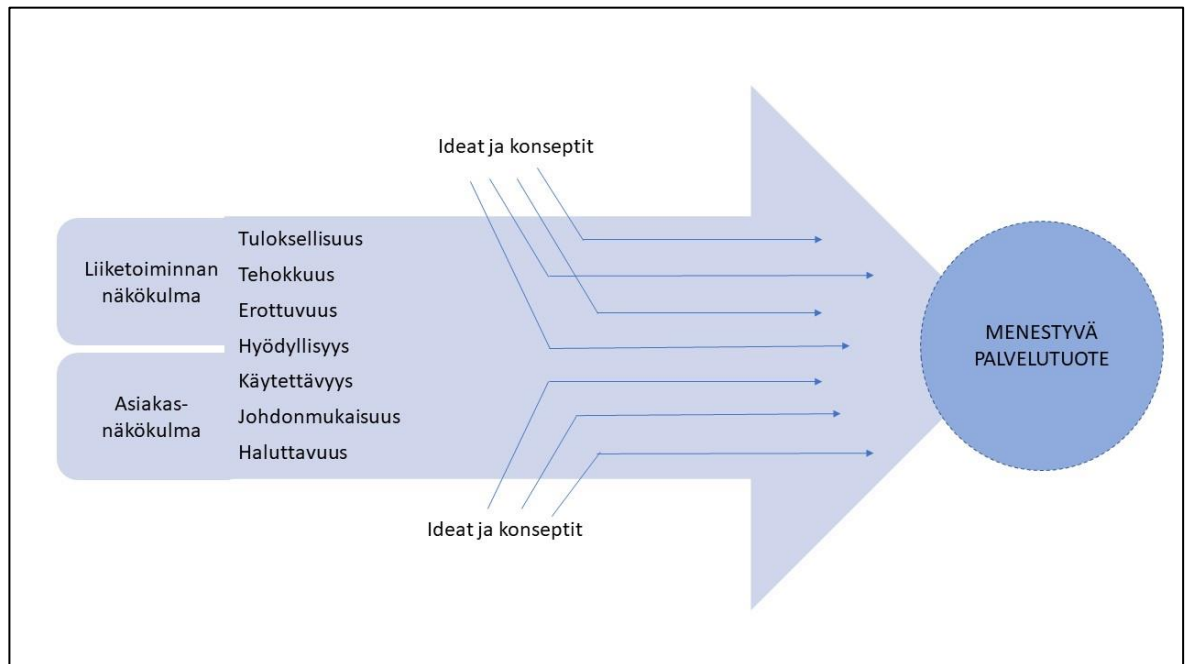 Ideat ja konseptit
Liiketoiminnan
näkökulma
Tuloksellisuus
Tehokkuus
Erottuvuus
Hyödyllisyys
Asiakas-
näkökulma
Käytettävyys
Johdonmukaisuus
Haluttavuus
Ideat ja konseptit
MENESTYVÄ
PALVELUTUOTE